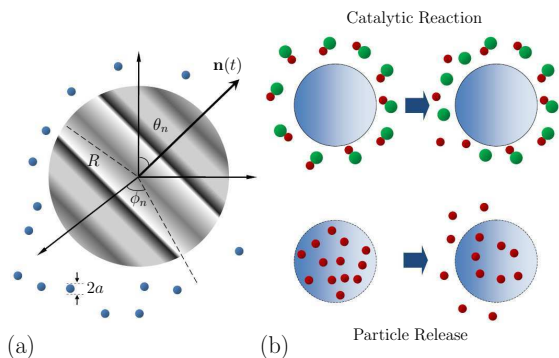 Catalytic Reaction
n(t)
θn
R
ϕn
2a
(a)
(b)
Particle Release